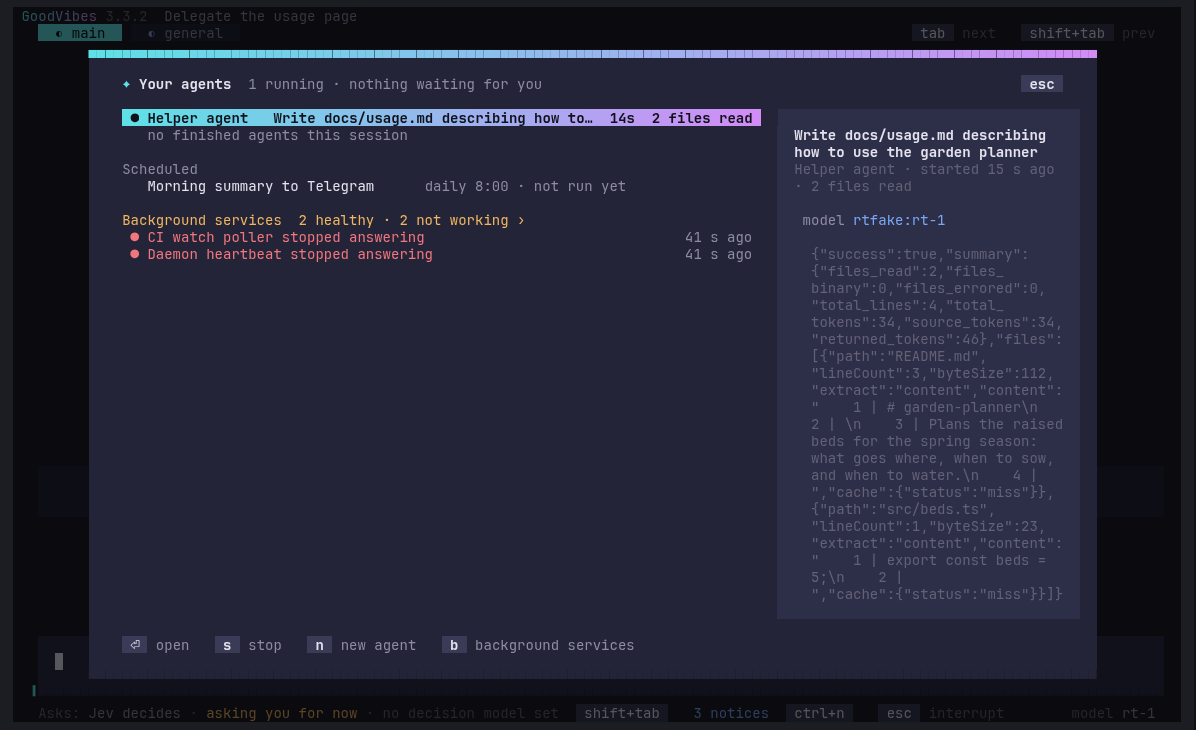 GoodVibes 3.3.2 Delegate the usage page
◐ main ◐ general tab next shift+tab prev
✦ Your agents 1 running · nothing waiting for you esc
● Helper agent Write docs/usage.md describing how to… 14s 2 files read
no finished agents this session
Scheduled
Morning summary to Telegram daily 8:00 · not run yet
Background services 2 healthy · 2 not working ›
● CI watch poller stopped answering 41 s ago
● Daemon heartbeat stopped answering 41 s ago
Write docs/usage.md describing
how to use the garden planner
Helper agent · started 15 s ago
· 2 files read
model rtfake:rt-1
{"success":true,"summary":
{"files_read":2,"files_
binary":0,"files_errored":0,
"total_lines":4,"total_
tokens":34,"source_tokens":34,
"returned_tokens":46},"files":
[{"path":"README.md",
"lineCount":3,"byteSize":112,
"extract":"content","content":
"    1 | # garden-planner\n
2 | \n    3 | Plans the raised
beds for the spring season:
what goes where, when to sow,
and when to water.\n    4 |
","cache":{"status":"miss"}},
{"path":"src/beds.ts",
"lineCount":1,"byteSize":23,
"extract":"content","content":
"    1 | export const beds =
5;\n    2 |
","cache":{"status":"miss"}}]}
⏎ open s stop n new agent b background services
Asks: Jev decides · asking you for now · no decision model set shift+tab 3 notices ctrl+n esc interrupt model rt-1